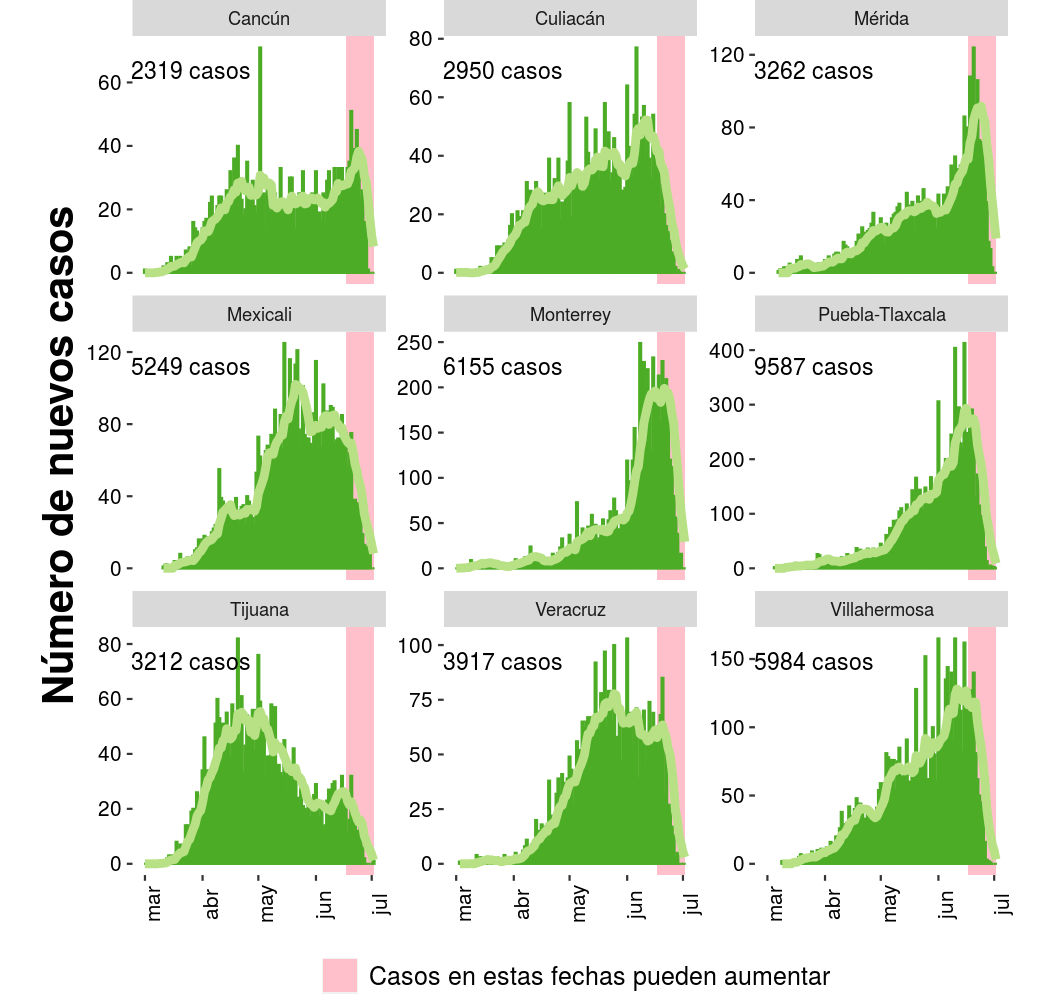 Número de nuevos casos
Cancún
2319 casos
60
40
20
0
Culiacán
2950 casos
80
60
40
20
0
Mérida
3262 casos
120
80
40
0
Mexicali
5249 casos
120
80
40
0
Monterrey
6155 casos
250
200
150
100
50
0
Puebla-Tlaxcala
9587 casos
400
300
200
100
0
Tijuana
3212 casos
80
60
40
20
0
mar abr may jun jul
Veracruz
3917 casos
100
75
50
25
0
mar abr may jun jul
Villahermosa
5984 casos
150
100
50
0
mar abr may jun jul
Casos en estas fechas pueden aumentar